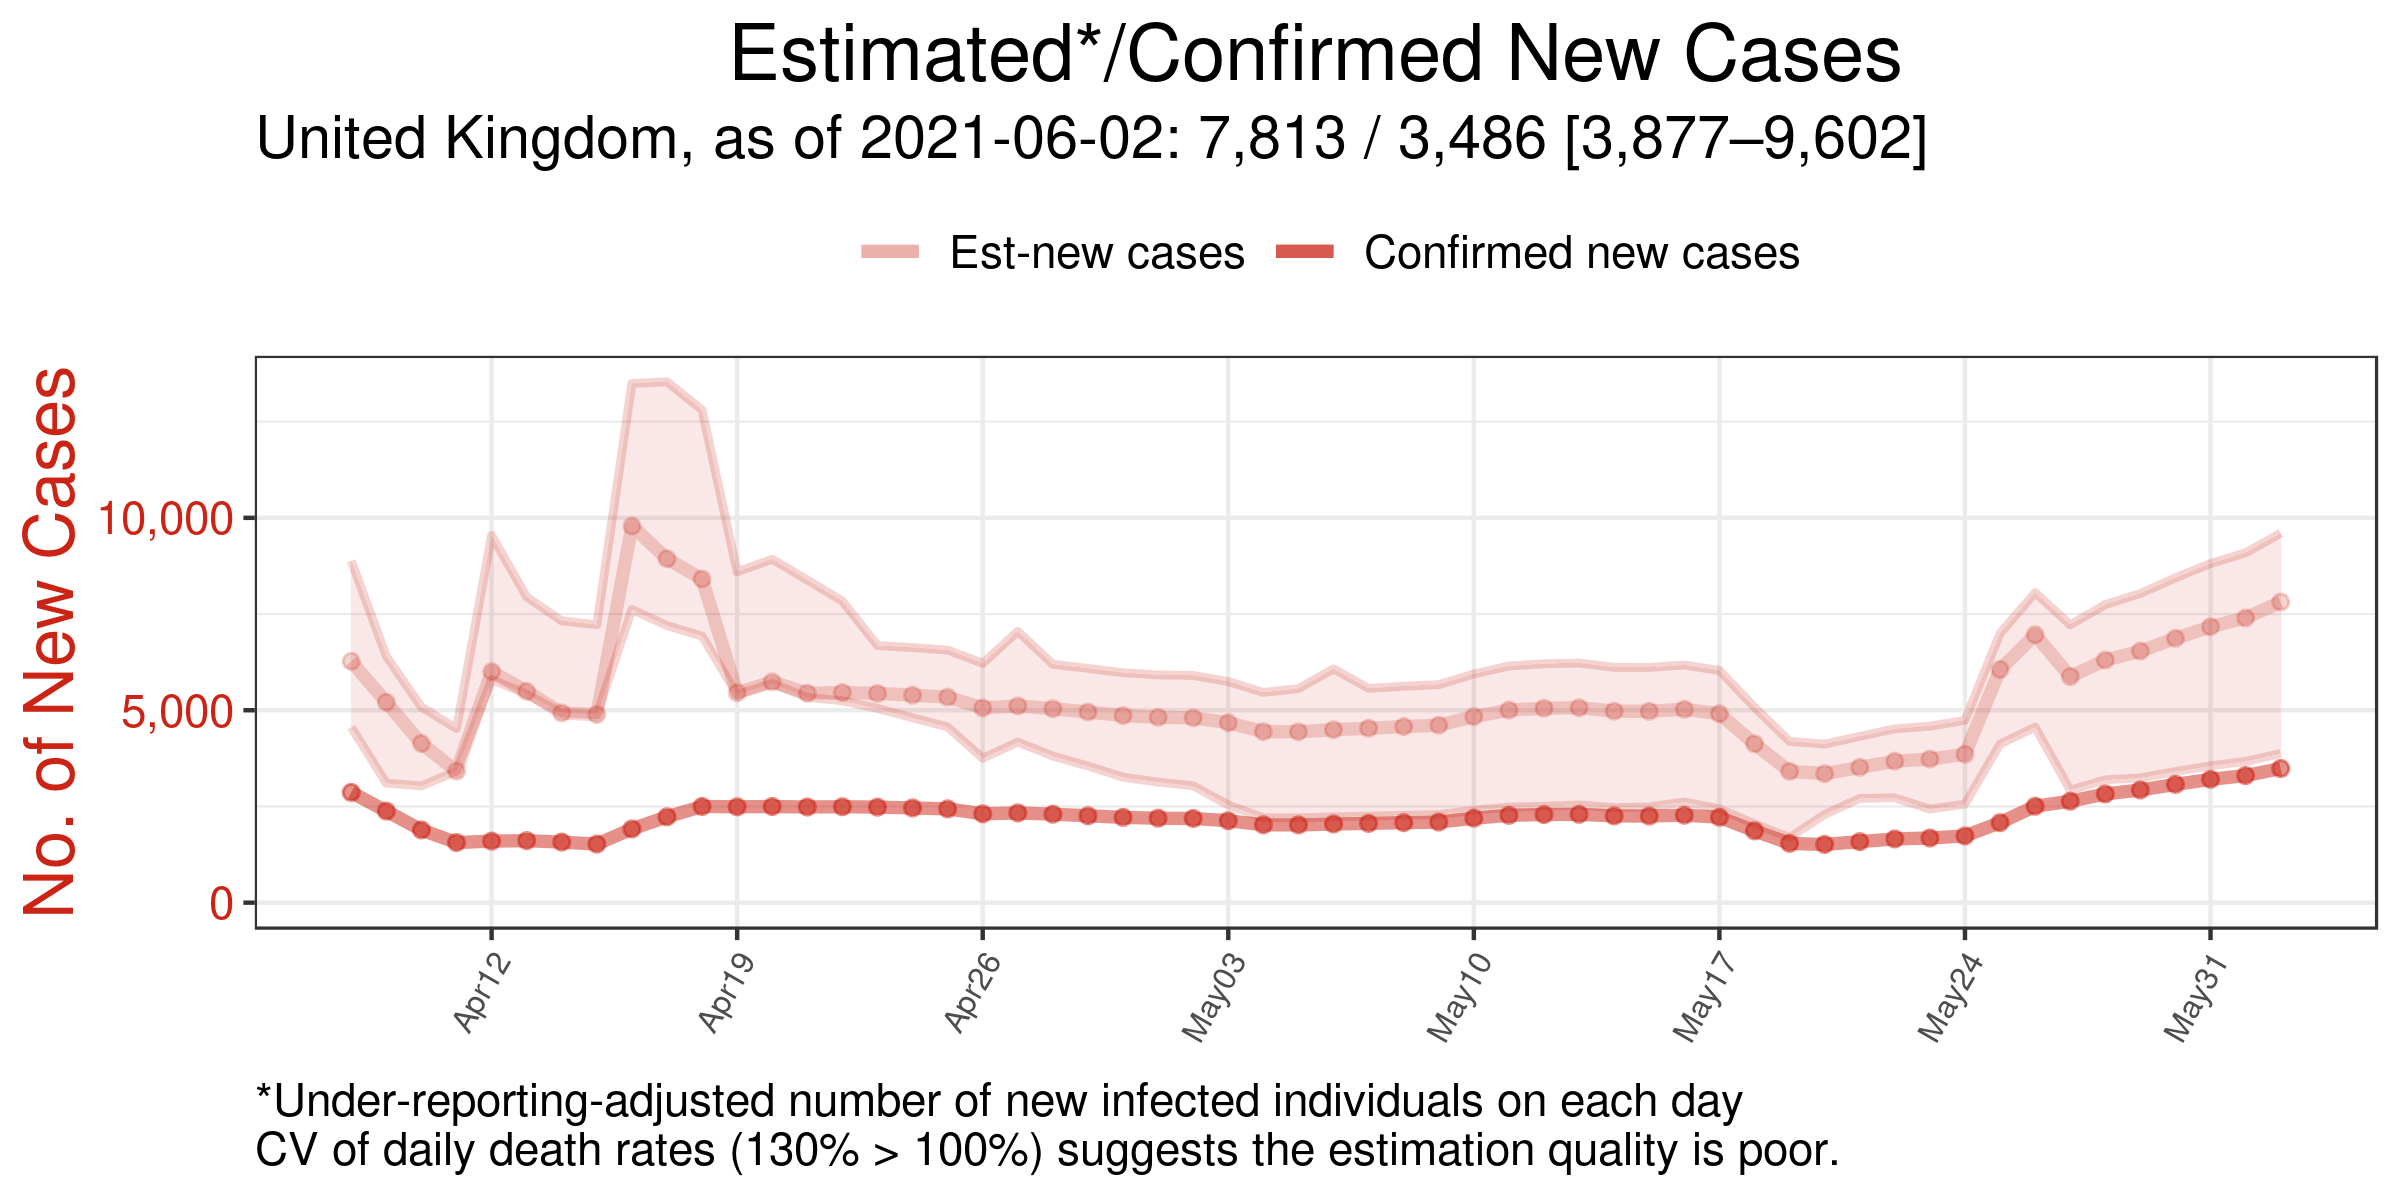 Estimated*/Confirmed New Cases
United Kingdom, as of 2021-06-02: 7,813 / 3,486 [3,877–9,602]
Est-new cases
Confirmed new cases
No. of New Cases
10,000
5,000
0
Apr12
Apr19
Apr26
May03
May10
May17
May24
May31
*Under-reporting-adjusted number of new infected individuals on each day
CV of daily death rates (130% > 100%) suggests the estimation quality is poor.